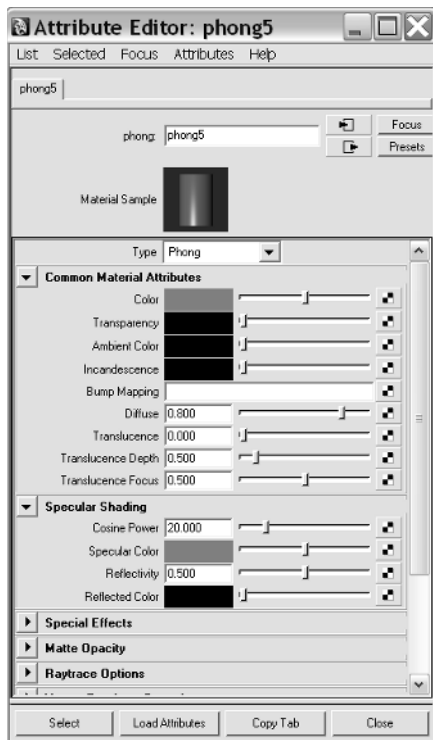 Attribute Editor: phong5
List Selected Focus Attributes Help
phong5
phong: phong5
Focus
Presets
Material Sample
Type Phong
Common Material Attributes
Color
Transparency
Ambient Color
Incandescence
Bump Mapping
Diffuse 0.800
Translucence 0.000
Translucence Depth 0.500
Translucence Focus 0.500
Specular Shading
Cosine Power 20.000
Specular Color
Reflectivity 0.500
Reflected Color
Special Effects
Matte Opacity
Raytrace Options
Select Load Attributes Copy Tab Close